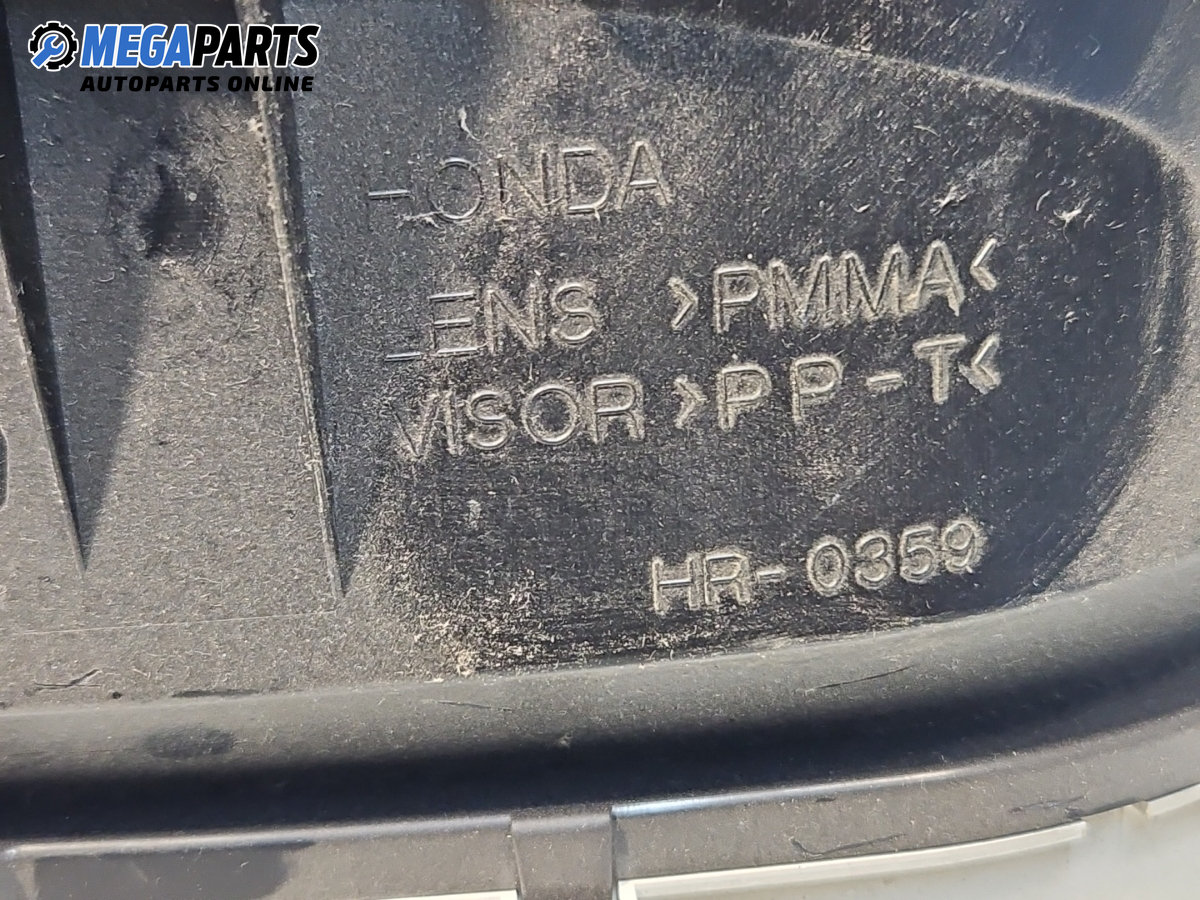 MEGAPARTS
AUTOPARTS ONLINE
HONDA
LENS >PMMA<
VISOR >PP-T<
HR-0359